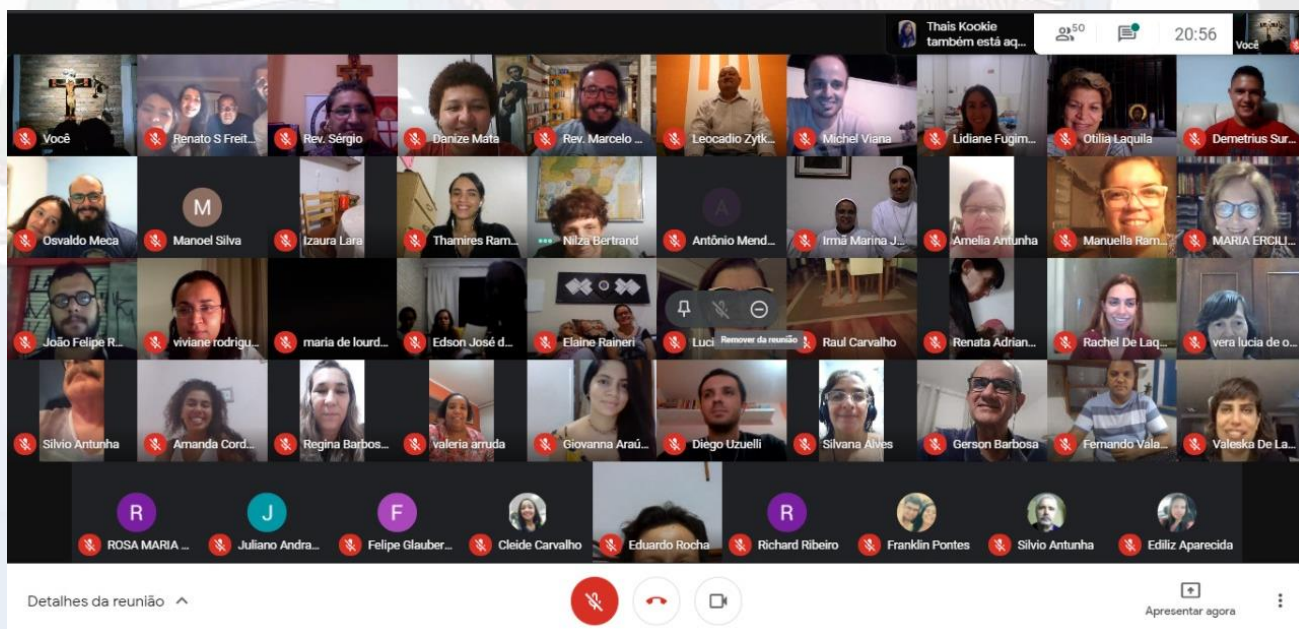 Thais Kookie
também está aq...
50
20:56
Você
Você
Renato S Freit...
Rev. Sérgio
Danize Mata
Rev. Marcelo ...
Leocadio Zytk...
Michel Viana
Lidiane Fugim...
Otilia Laquila
Demetrius Sur...
Osvaldo Meca
M
Manoel Silva
Izaura Lara
Thamires Ram...
Nilza Bertrand
A
Antônio Mend...
Irmã Marina J...
Amelia Antunha
Manuella Ram...
MARIA ERCILI...
João Felipe R...
viviane rodrigu...
maria de lourd...
Edson José d...
Elaine Raineri
Luci
Remover da reunião
Raul Carvalho
Renata Adrian...
Rachel De Laq...
vera lucia de o...
Silvio Antunha
Amanda Cord...
Regina Barbos...
valeria arruda
Giovanna Araú...
Diego Uzuelli
Silvana Alves
Gerson Barbosa
Fernando Vala...
Valeska De La...
R
ROSA MARIA ...
J
Juliano Andra...
F
Felipe Glauber...
Cleide Carvalho
Eduardo Rocha
R
Richard Ribeiro
Franklin Pontes
Silvio Antunha
Ediliz Aparecida
Detalhes da reunião
Apresentar agora